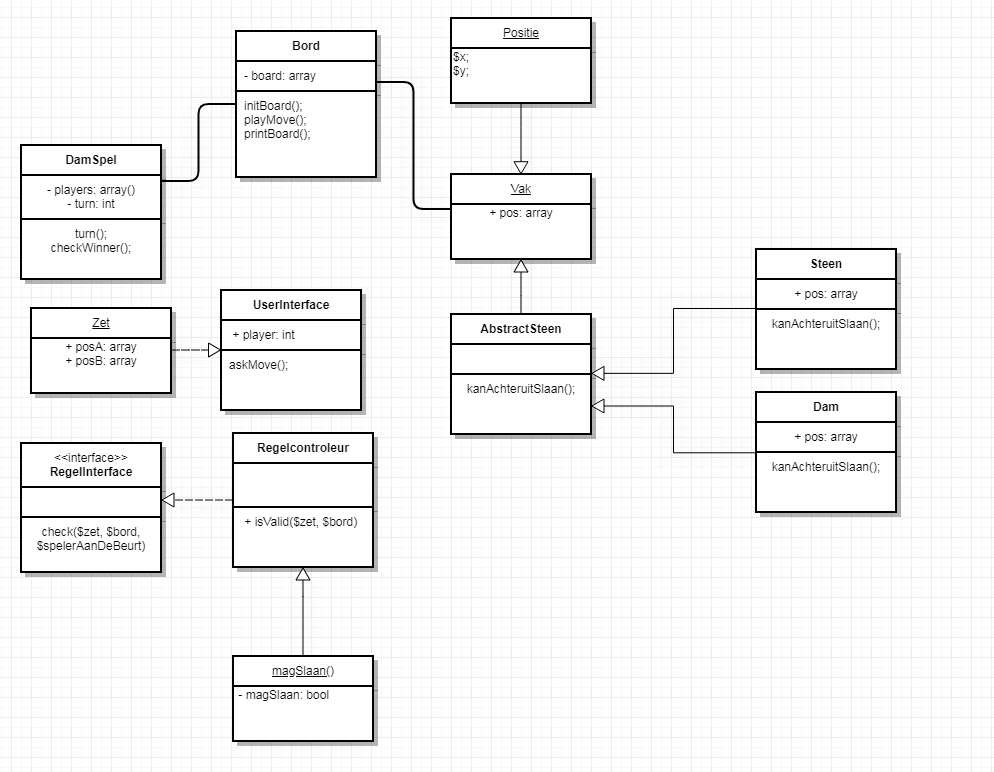 Bord
- board: array
initBoard();
playMove();
printBoard();
Positie
$x;
$y;
DamSpel
- players: array()
- turn: int
turn();
checkWinner();
Vak
+ pos: array
Steen
+ pos: array
kanAchteruitSlaan();
Zet
+ posA: array
+ posB: array
UserInterface
+ player: int
askMove();
AbstractSteen
kanAchteruitSlaan();
Dam
+ pos: array
kanAchteruitSlaan();
<<interface>>
RegelInterface
check($zet, $bord,
$spelerAanDeBeurt)
Regelcontroleur
+ isValid($zet, $bord)
magSlaan()
- magSlaan: bool